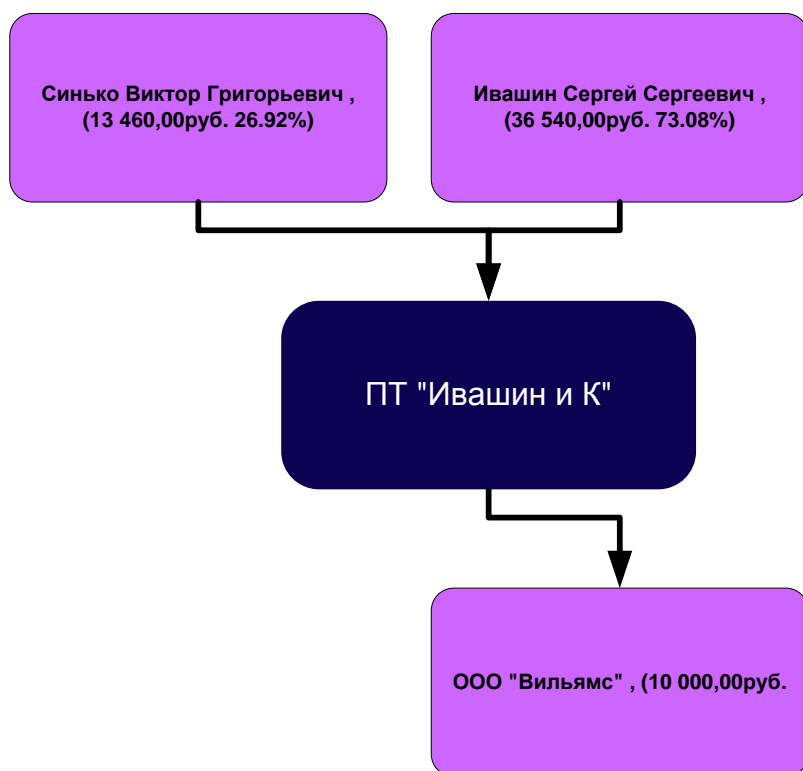 Синько Виктор Григорьевич ,
(13 460,00руб. 26.92%)
Ивашин Сергей Сергеевич ,
(36 540,00руб. 73.08%)
ПТ "Ивашин и К"
ООО "Вильямс" , (10 000,00руб.